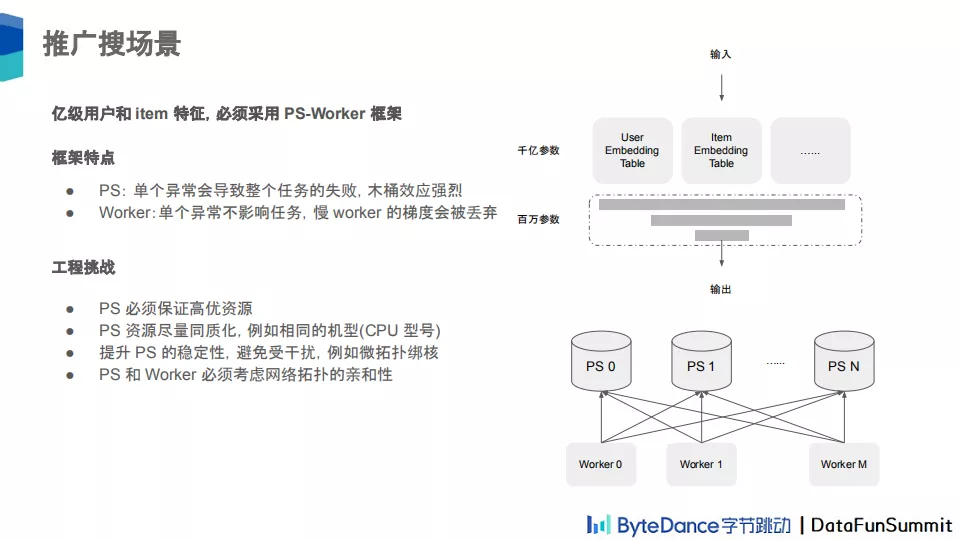 推广搜场景
亿级用户和 item 特征, 必须采用 PS-Worker 框架
框架特点
● PS: 单个异常会导致整个任务的失败, 木桶效应强烈
● Worker: 单个异常不影响任务, 慢 worker 的梯度会被丢弃
工程挑战
● PS 必须保证高优资源
● PS 资源尽量同质化, 例如相同的机型(CPU 型号)
● 提升 PS 的稳定性, 避免受干扰, 例如微拓扑绑核
● PS 和 Worker 必须考虑网络拓扑的亲和性
输入
千亿参数
User
Embedding
Table
Item
Embedding
Table
……
百万参数
输出
PS 0
PS 1
……
PS N
Worker 0
Worker 1
Worker M
ByteDance字节跳动 | DataFunSummit